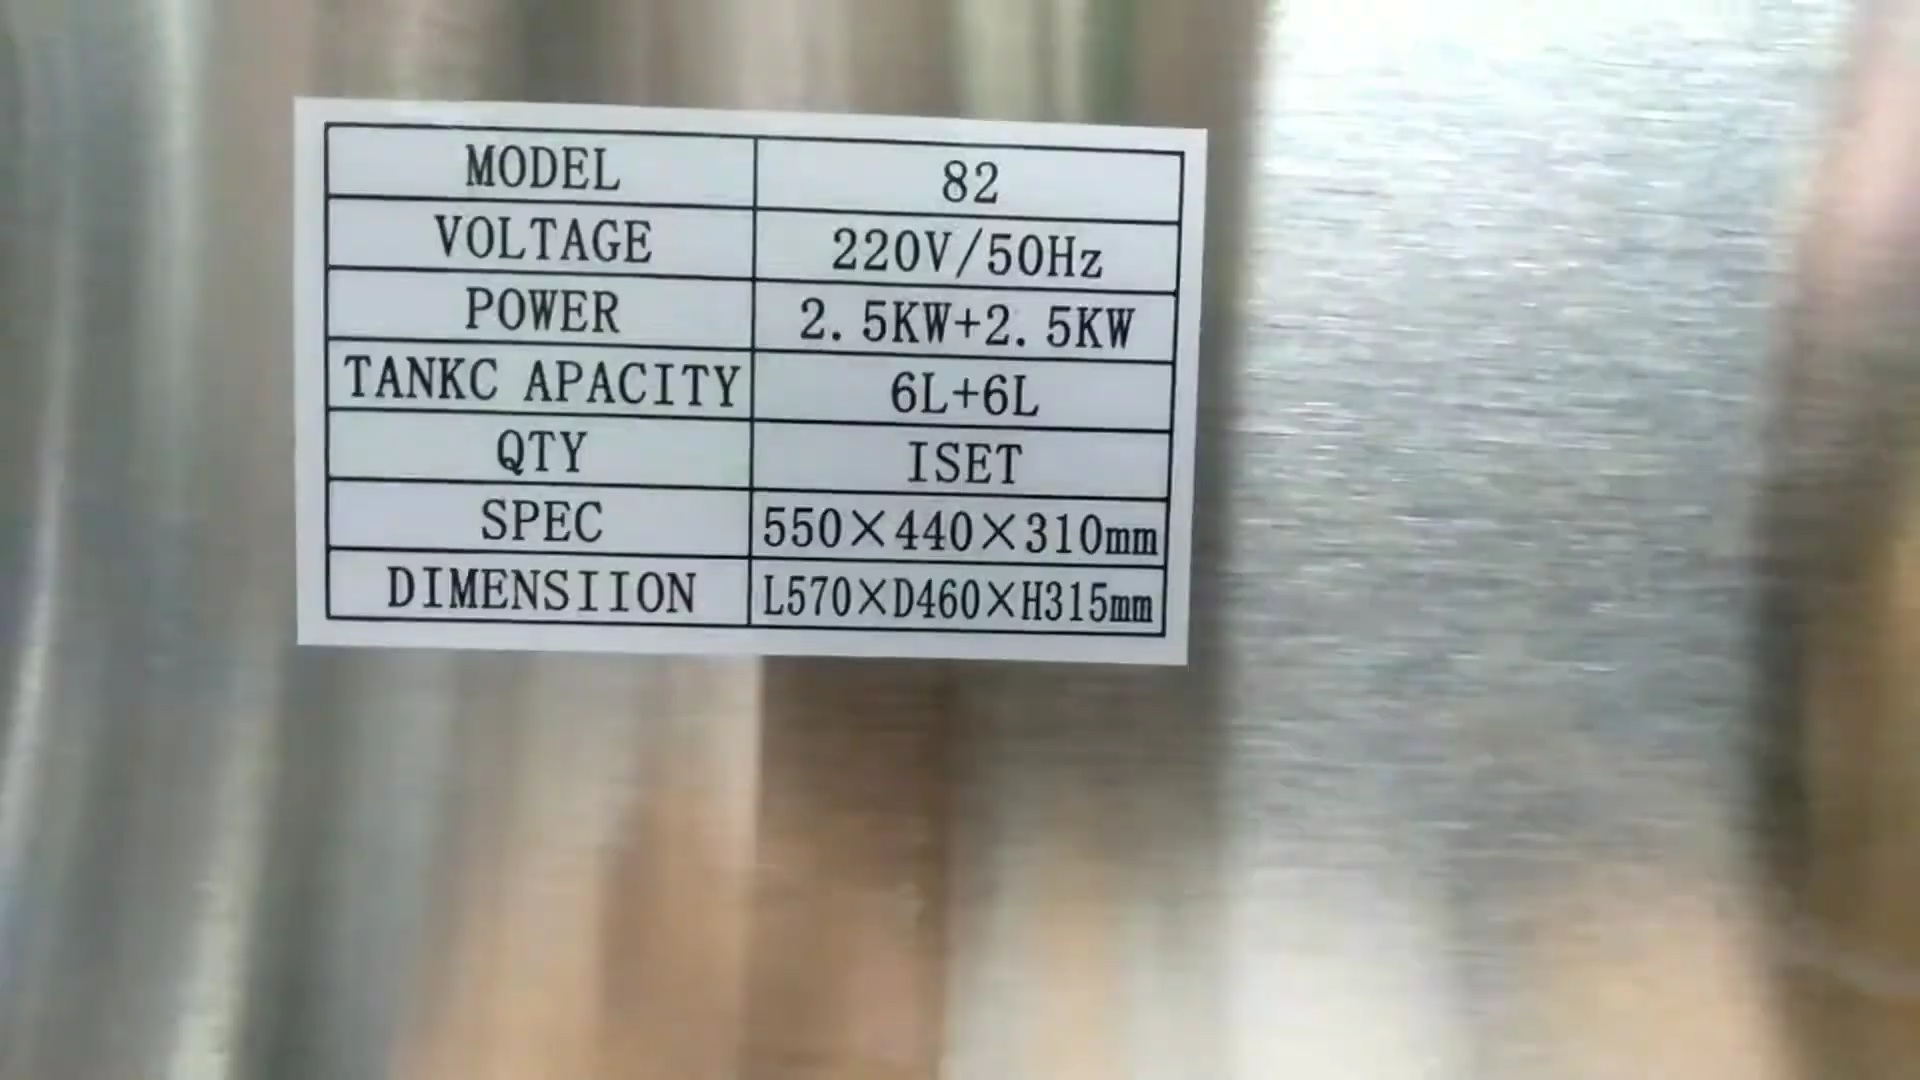 MODEL 82
VOLTAGE 220V/50Hz
POWER 2.5KW+2.5KW
TANKC APACITY 6L+6L
QTY ISET
SPEC 550×440×310mm
DIMENSIION L570×D460×H315mm